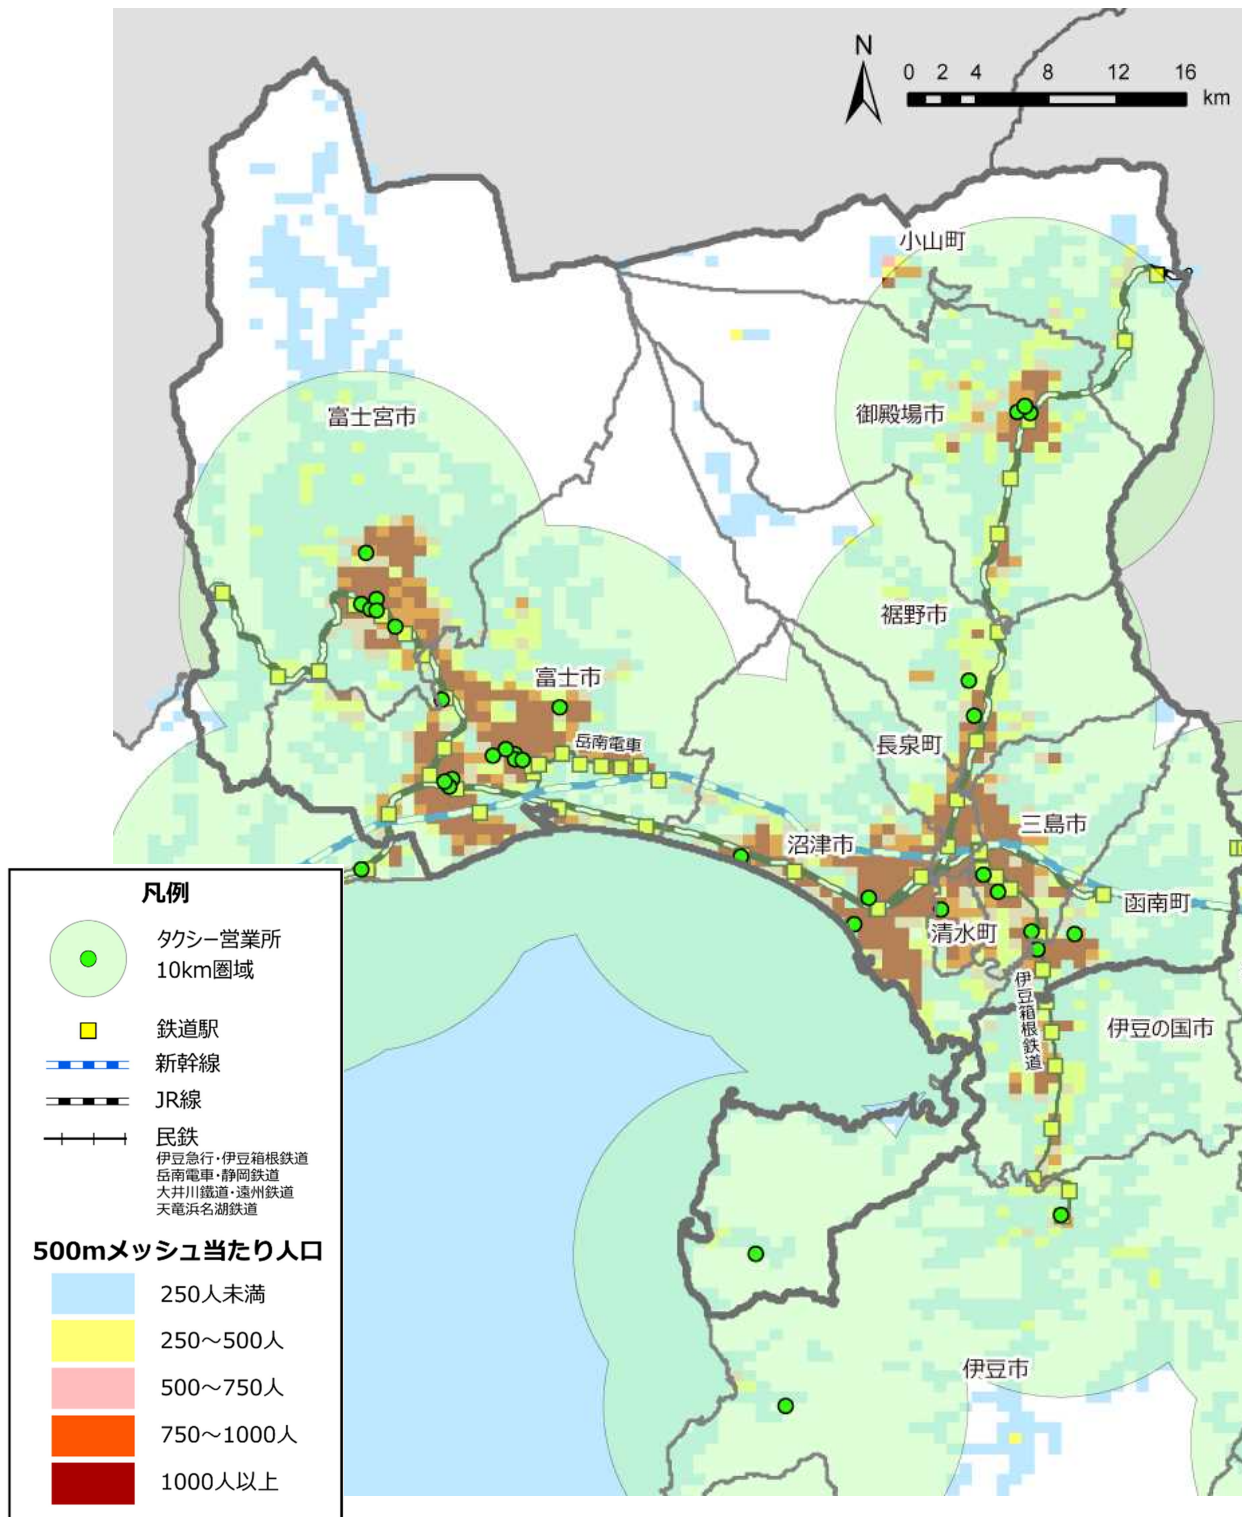 N
0 2 4 8 12 16
km
小山町
富士宮市
御殿場市
裾野市
富士市
岳南電車
長泉町
三島市
沼津市
函南町
清水町
伊豆箱根鉄道
伊豆の国市
伊豆市
凡例
タクシー営業所
10km圏域
鉄道駅
新幹線
JR線
民鉄
伊豆急行・伊豆箱根鉄道
岳南電車・静岡鉄道
大井川鐵道・遠州鉄道
天竜浜名湖鉄道
500mメッシュ当たり人口
250人未満
250～500人
500～750人
750～1000人
1000人以上